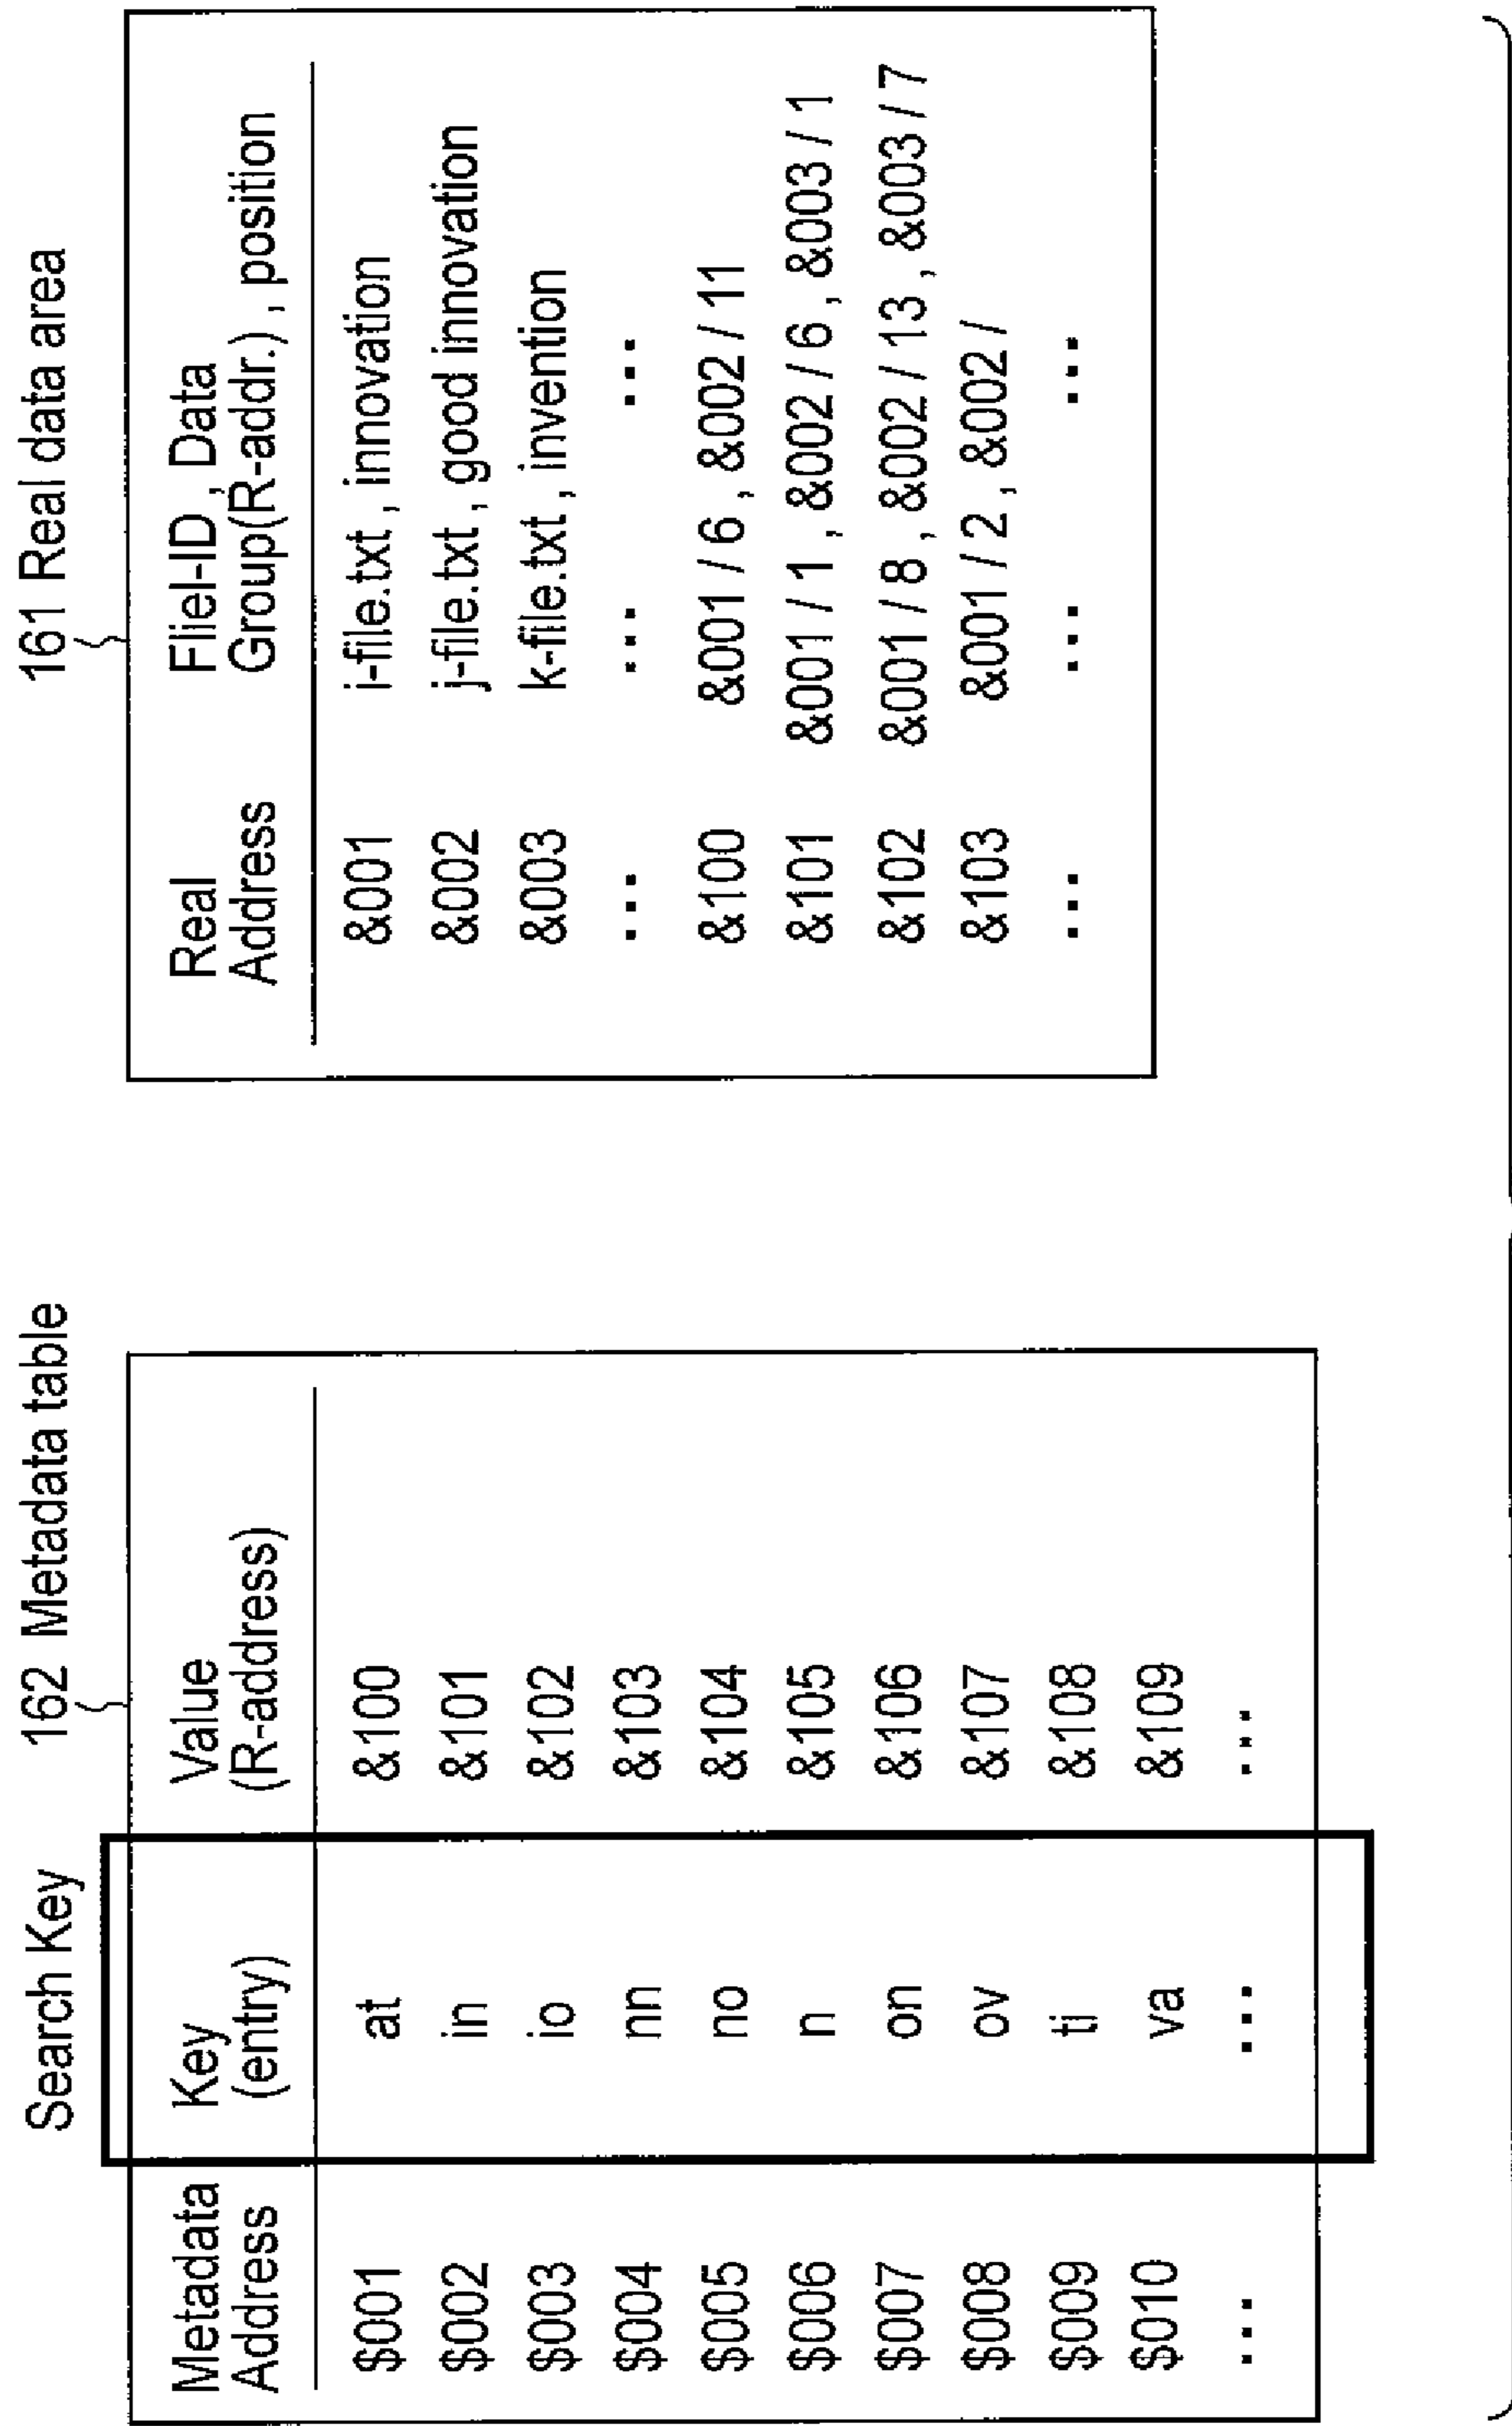 Search Key
162 Metadata table
Metadata Address Key (entry) Value (R-address)
$001 at &100
$002 in &101
$003 io &102
$004 nn &103
$005 no &104
$006 n &105
$007 on &106
$008 ov &107
$009 ti &108
$010 va &109
... ... ...
161 Real data area
Real Fliel-ID , Data
Address Group(R-addr.) , position
&001 i-file.txt , innovation
&002 j-file.txt , good innovation
&003 k-file.txt , invention
... ... ...
&100 &001 / 6 , &002 / 11
&101 &001 / 1 , &002 / 6 , &003 / 1
&102 &001 / 8 , &002 / 13 , &003 / 7
&103 &001 / 2 , &002 /
... ... ...